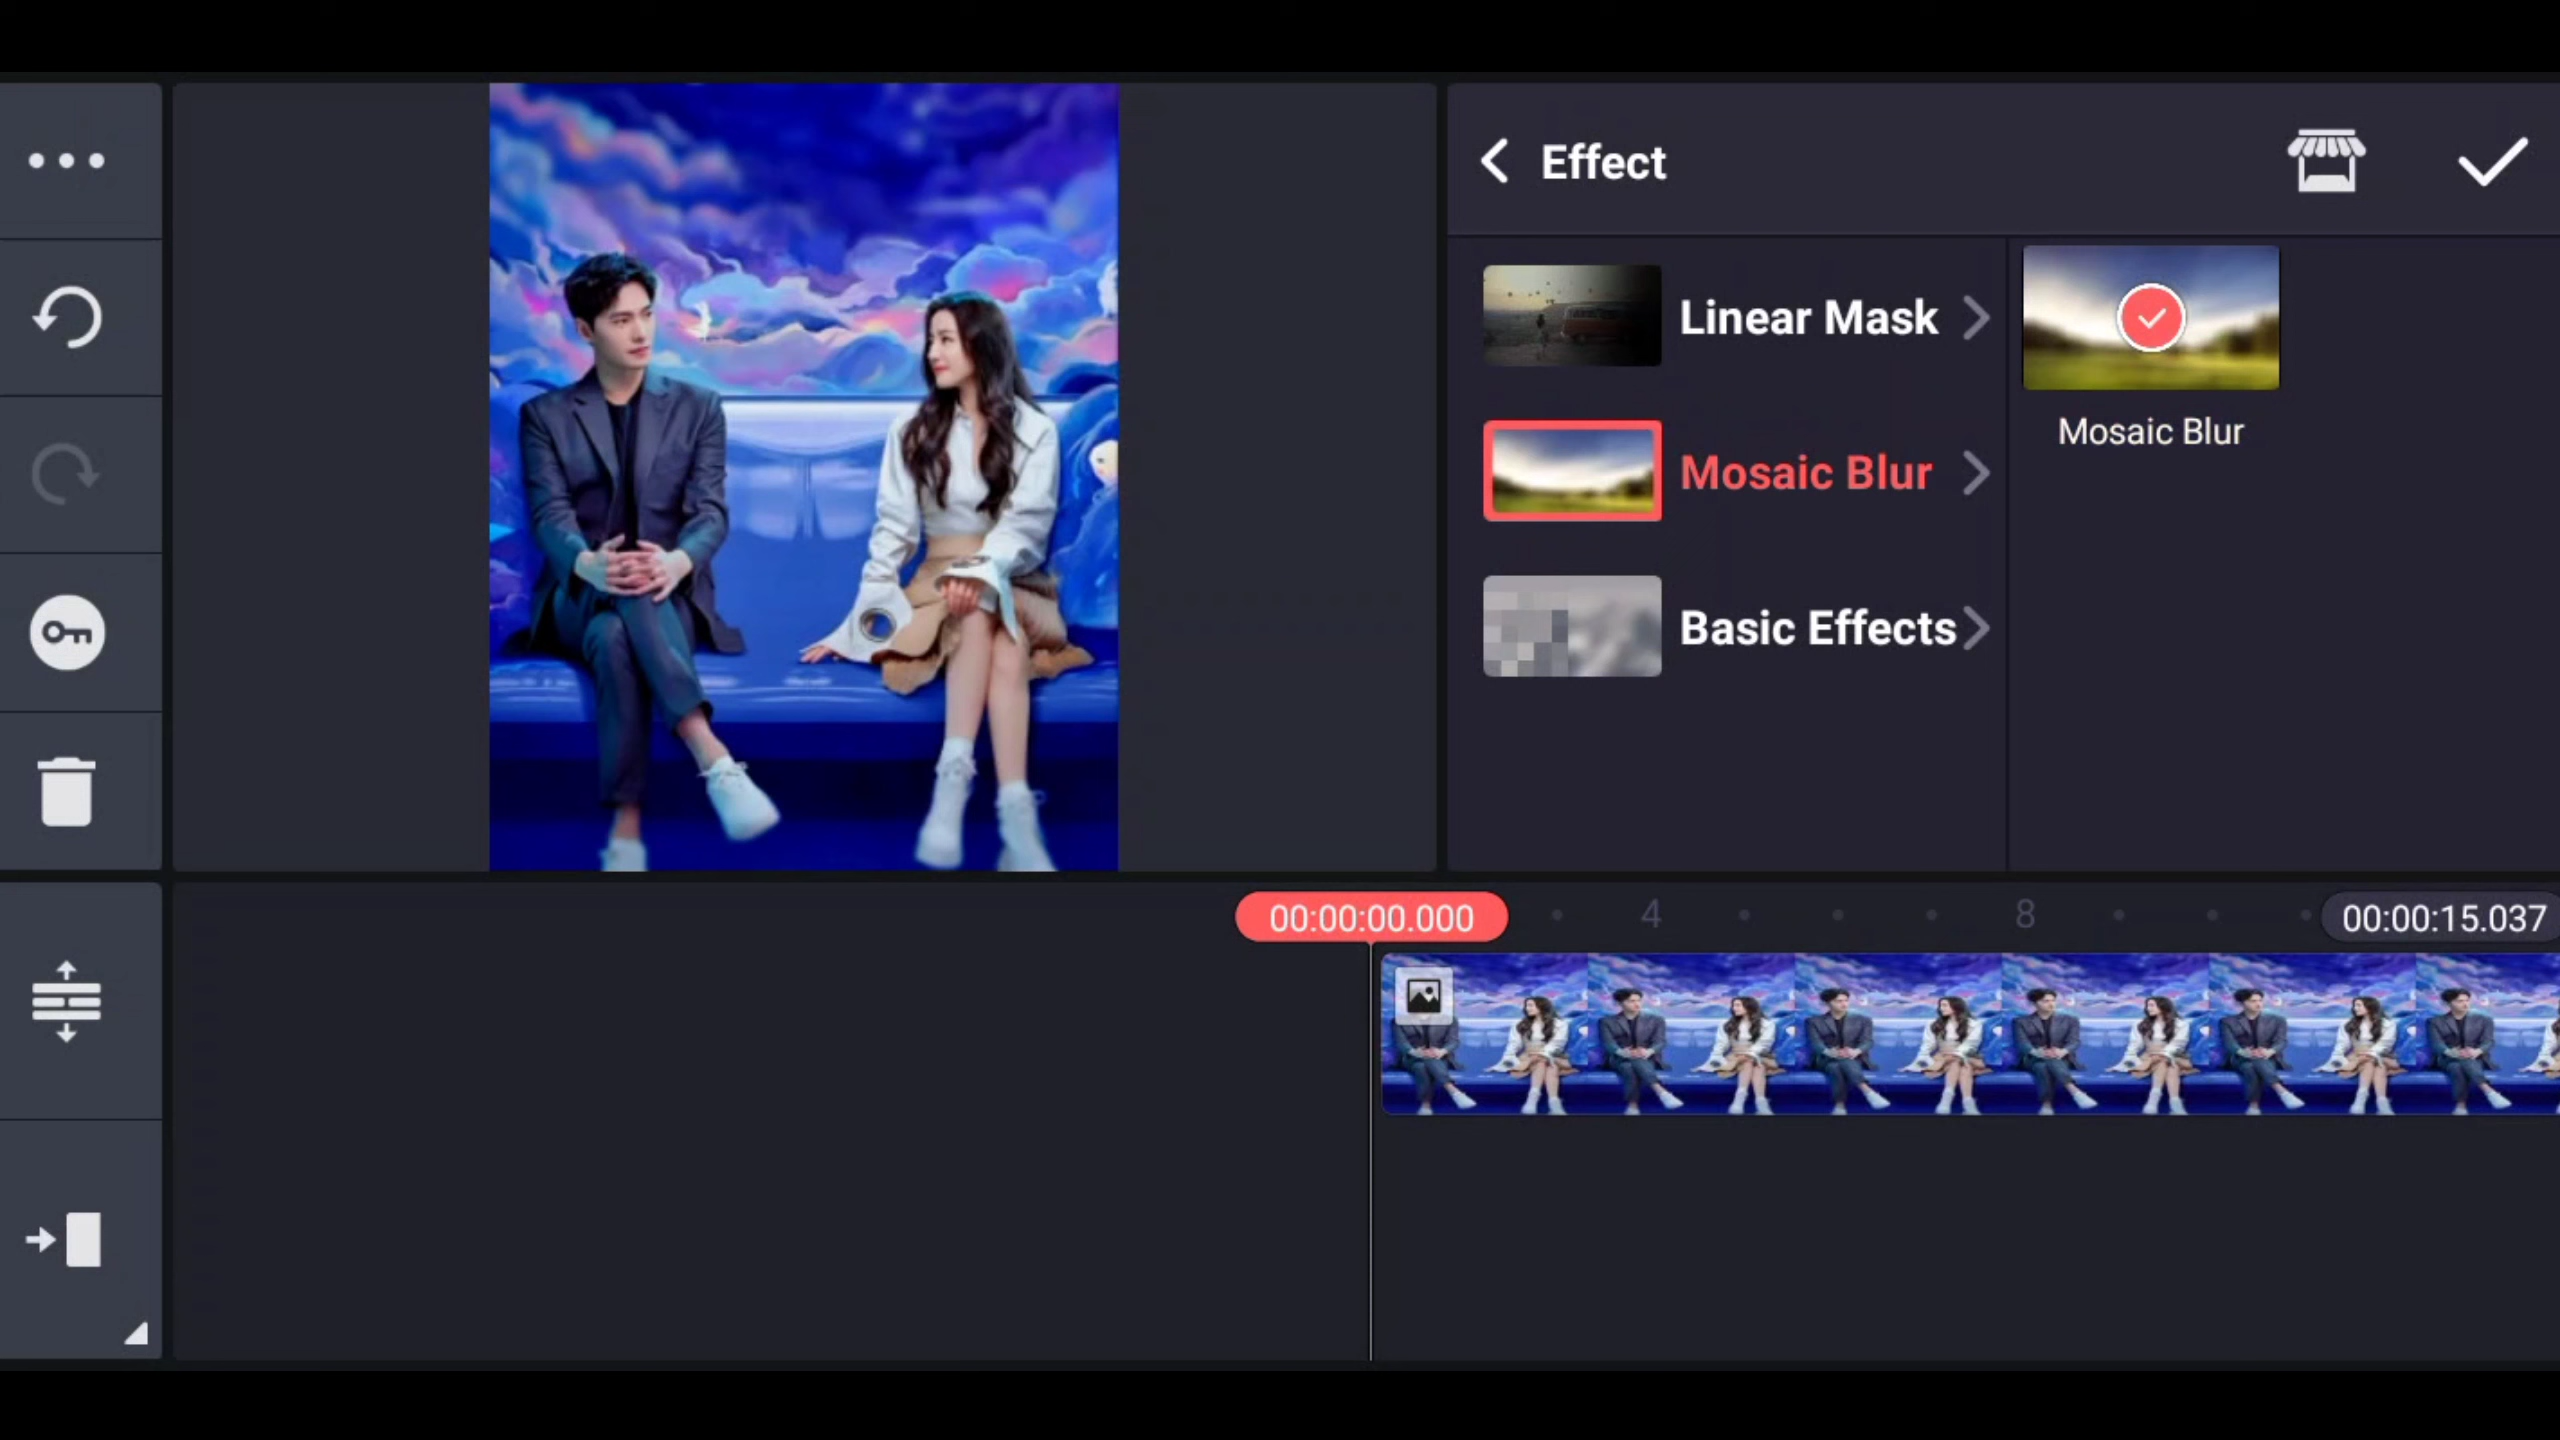 Effect
Linear Mask
Mosaic Blur
Mosaic Blur
Basic Effects
00:00:00.000
4
8
00:00:15.037